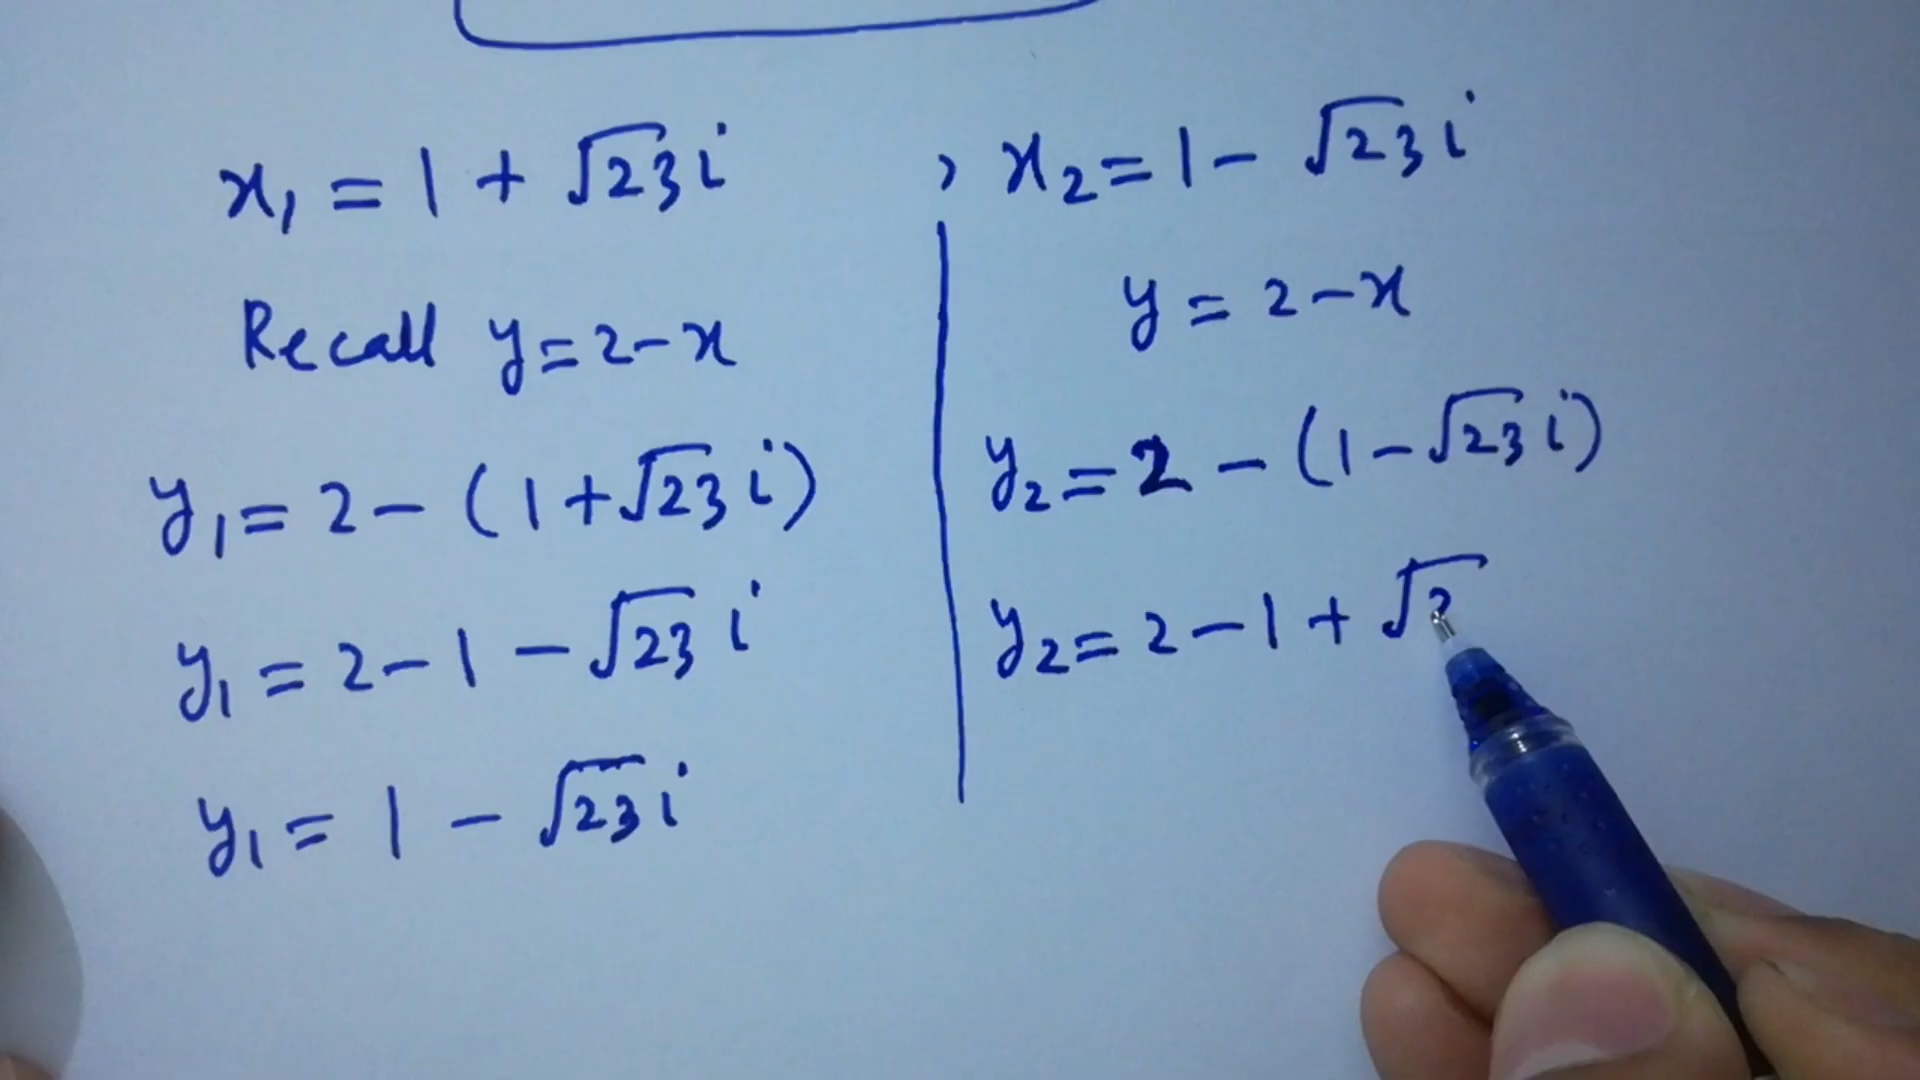 x₁ = 1 + √23 i , x₂ = 1 - √23 i
Recall y = 2 - x
y₁ = 2 - (1 + √23 i)
y₁ = 2 - 1 - √23 i
y₁ = 1 - √23 i
y = 2 - x
y₂ = 2 - (1 - √23 i)
y₂ = 2 - 1 + √2